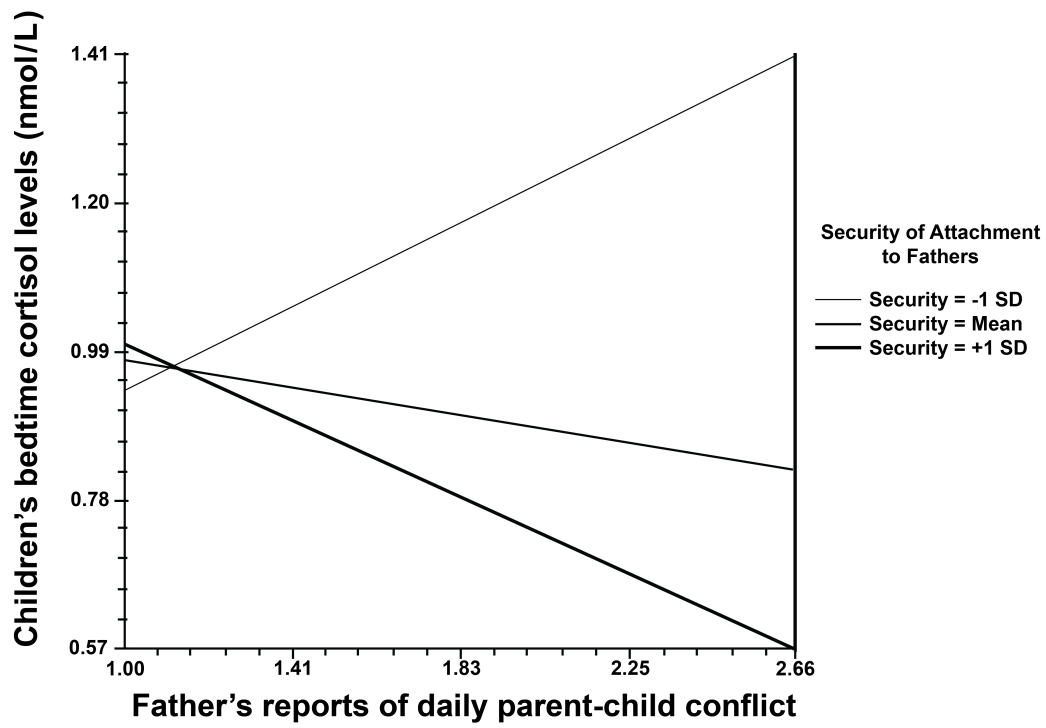 Children's bedtime cortisol levels (nmol/L)
1.41
1.20
0.99
0.78
0.57
1.00 1.41 1.83 2.25 2.66
Father's reports of daily parent-child conflict
Security of Attachment
to Fathers
Security = -1 SD
Security = Mean
Security = +1 SD